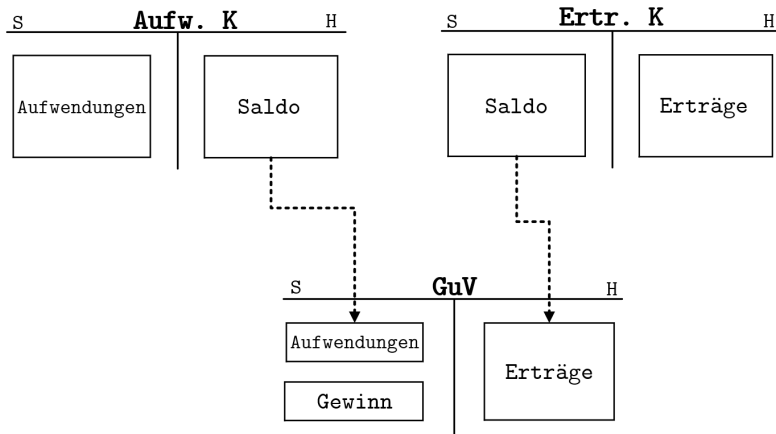 S Aufw. K H
Aufwendungen Saldo
S Ertr. K H
Saldo Erträge
S GuV H
Aufwendungen
Erträge
Gewinn